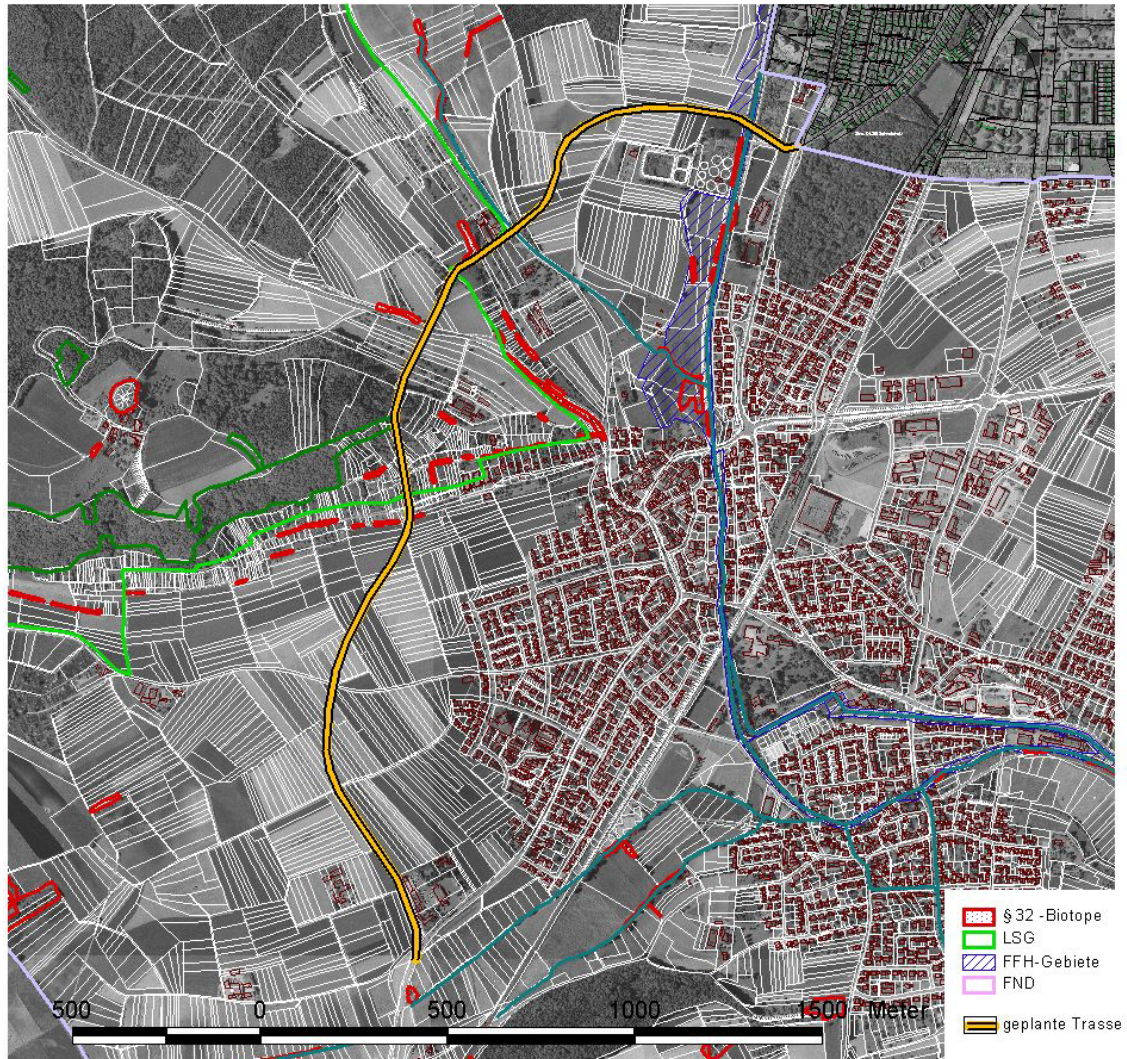 § 32 -Biotope
LSG
FFH-Gebiete
FND
geplante Trasse
500 0 500 1000 1500 Meter